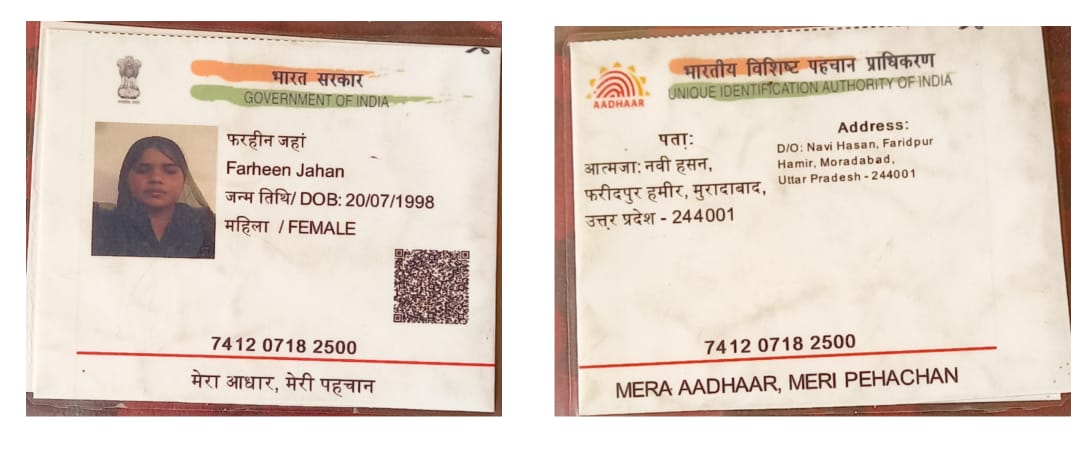 भारत सरकार
GOVERNMENT OF INDIA
फरहीन जहां
Farheen Jahan
जन्म तिथि/ DOB: 20/07/1998
महिला / FEMALE
7412 0718 2500
मेरा आधार, मेरी पहचान
भारतीय विशिष्ट पहचान प्राधिकरण
UNIQUE IDENTIFICATION AUTHORITY OF INDIA
AADHAAR
पता:
आत्मजा: नवी हसन,
फरीदपुर हमीर, मुरादाबाद,
उत्तर प्रदेश - 244001
Address:
D/O: Navi Hasan, Faridpur
Hamir, Moradabad,
Uttar Pradesh - 244001
7412 0718 2500
MERA AADHAAR, MERI PEHACHAN